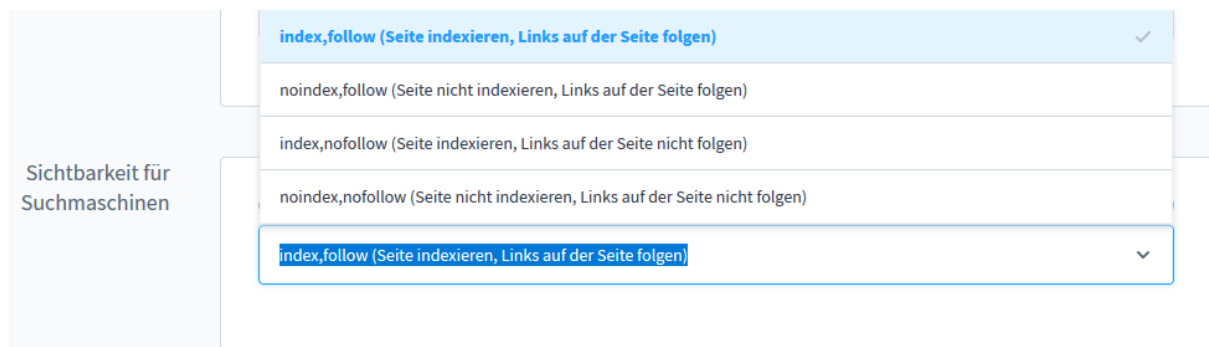 index,follow (Seite indexieren, Links auf der Seite folgen)
noindex,follow (Seite nicht indexieren, Links auf der Seite folgen)
index,nofollow (Seite indexieren, Links auf der Seite nicht folgen)
Sichtbarkeit für
Suchmaschinen
noindex,nofollow (Seite nicht indexieren, Links auf der Seite nicht folgen)
index,follow (Seite indexieren, Links auf der Seite folgen)